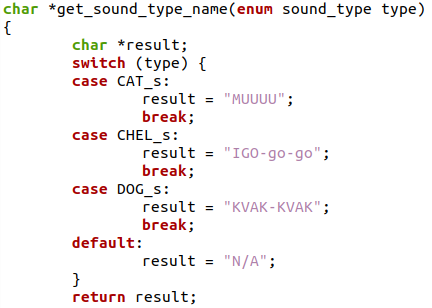 char *get_sound_type_name(enum sound_type type)
{
        char *result;
        switch (type) {
        case CAT_s:
                result = "MUUUU";
                break;
        case CHEL_s:
                result = "IGO-go-go";
                break;
        case DOG_s:
                result = "KVAK-KVAK";
                break;
        default:
                result = "N/A";
        }
        return result;